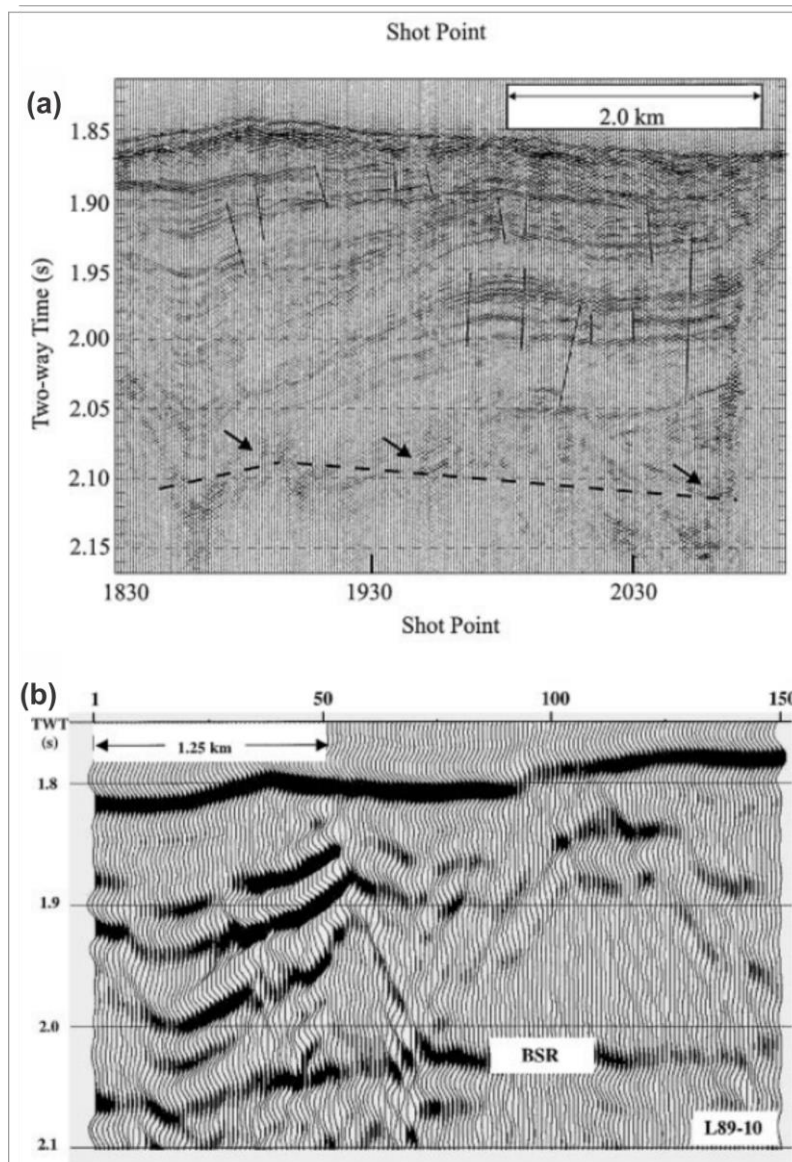 Shot Point
(a)
2.0 km
1.85
1.90
1.95
2.00
2.05
2.10
2.15
Two-way Time (s)
1830 1930 2030
Shot Point
(b)
1 50 100 150
TWT
(s)
1.25 km
1.8
1.9
2.0
2.1
BSR
L89-10